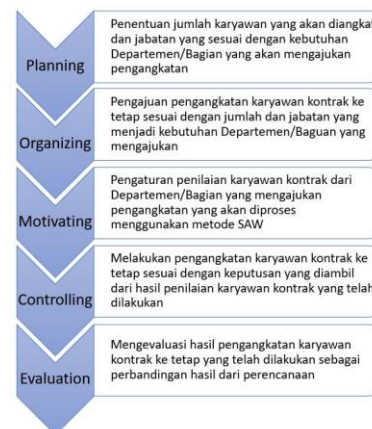 Planning
Penentuan jumlah karyawan yang akan diangkat
dan jabatan yang sesuai dengan kebutuhan
Departemen/Bagian yang akan mengajukan
pengangkatan
Organizing
Pengajuan pengangkatan karyawan kontrak ke
tetap sesuai dengan jumlah dan jabatan yang
menjadi kebutuhan Departemen/Baguan yang
mengajukan
Motivating
Pengaturan penilaian karyawan kontrak dari
Departemen/Bagian yang mengajukan
pengangkatan yang akan diproses
menggunakan metode SAW
Controlling
Melakukan pengangkatan karyawan kontrak ke
tetap sesuai dengan keputusan yang diambil
dari hasil penilaian karyawan kontrak yang telah
dilakukan
Evaluation
Mengevaluasi hasil pengangkatan karyawan
kontrak ke tetap yang telah dilakukan sebagai
perbandingan hasil dari perencanaan